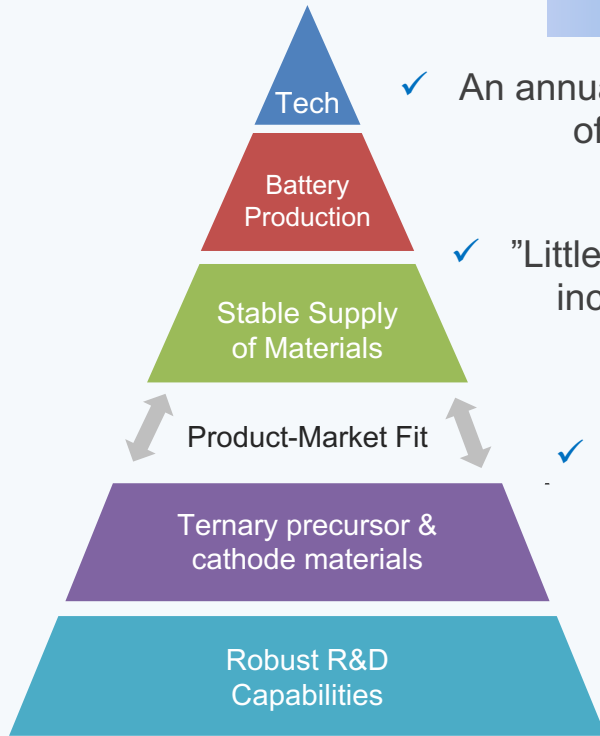 Tech
✓ An annua
of
Battery
Production
✓ ”Little
inc
Stable Supply
of Materials
Product-Market Fit
✓
Ternary precursor &
cathode materials
Robust R&D
Capabilities